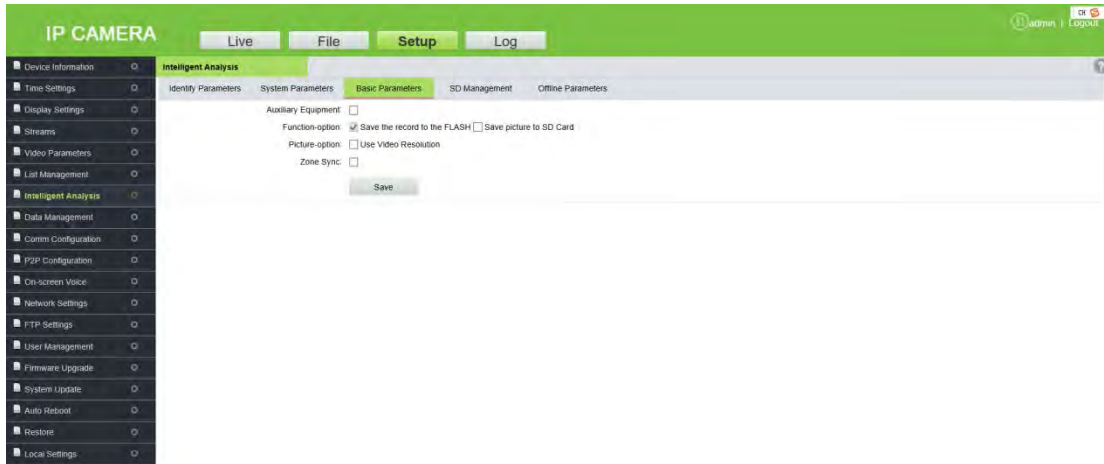 CH
IP CAMERA
Live File Setup Log
admin | Logout
Device Information
Time Settings
Display Settings
Streams
Video Parameters
List Management
Intelligent Analysis
Data Management
Comm Configuration
P2P Configuration
On-screen Voice
Network Settings
FTP Settings
User Management
Firmware Upgrade
System Update
Auto Reboot
Restore
Local Settings
Intelligent Analysis
Identify Parameters System Parameters Basic Parameters SD Management Offline Parameters
Auxiliary Equipment:
Function-option: Save the record to the FLASH Save picture to SD Card
Picture-option: Use Video Resolution
Zone Sync:
Save